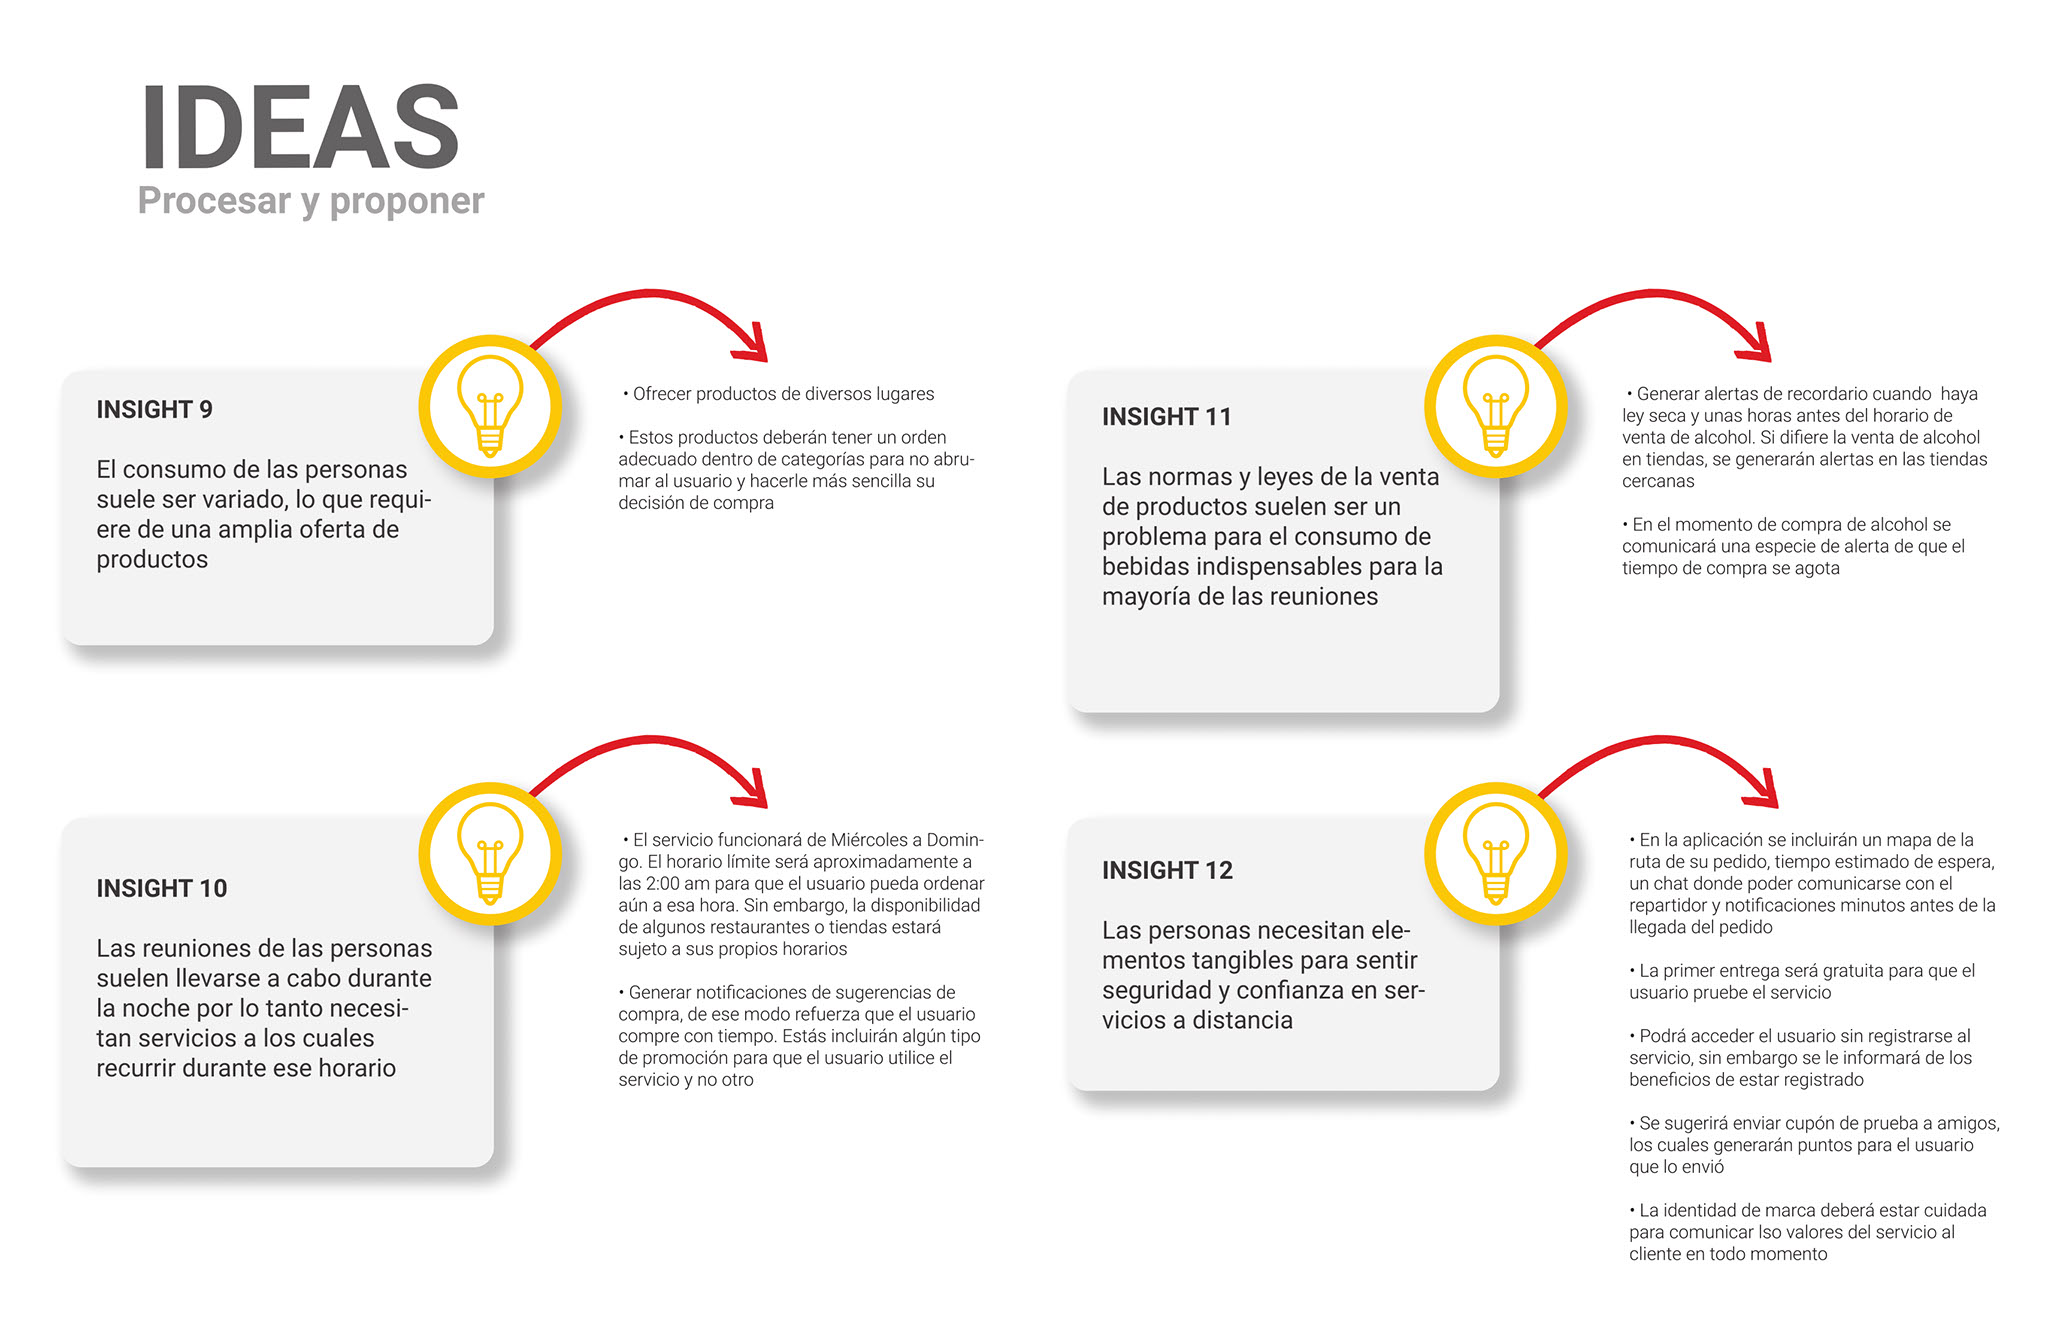 IDEAS
Procesar y proponer
INSIGHT 9
El consumo de las personas
suele ser variado, lo que requi-
ere de una amplia oferta de
productos
• Ofrecer productos de diversos lugares
• Estos productos deberán tener un orden
adecuado dentro de categorías para no abru-
mar al usuario y hacerle más sencilla su
decisión de compra
INSIGHT 10
Las reuniones de las personas
suelen llevarse a cabo durante
la noche por lo tanto necesi-
tan servicios a los cuales
recurrir durante ese horario
• El servicio funcionará de Miércoles a Domin-
go. El horario límite será aproximadamente a
las 2:00 am para que el usuario pueda ordenar
aún a esa hora. Sin embargo, la disponibilidad
de algunos restaurantes o tiendas estará
sujeto a sus propios horarios
• Generar notificaciones de sugerencias de
compra, de ese modo refuerza que el usuario
compre con tiempo. Estás incluirán algún tipo
de promoción para que el usuario utilice el
servicio y no otro
INSIGHT 11
Las normas y leyes de la venta
de productos suelen ser un
problema para el consumo de
bebidas indispensables para la
mayoría de las reuniones
• Generar alertas de recordario cuando  haya
ley seca y unas horas antes del horario de
venta de alcohol. Si difiere la venta de alcohol
en tiendas, se generarán alertas en las tiendas
cercanas
• En el momento de compra de alcohol se
comunicará una especie de alerta de que el
tiempo de compra se agota
INSIGHT 12
Las personas necesitan ele-
mentos tangibles para sentir
seguridad y confianza en ser-
vicios a distancia
• En la aplicación se incluirán un mapa de la
ruta de su pedido, tiempo estimado de espera,
un chat donde poder comunicarse con el
repartidor y notificaciones minutos antes de la
llegada del pedido
• La primer entrega será gratuita para que el
usuario pruebe el servicio
• Podrá acceder el usuario sin registrarse al
servicio, sin embargo se le informará de los
beneficios de estar registrado
• Se sugerirá enviar cupón de prueba a amigos,
los cuales generarán puntos para el usuario
que lo envió
• La identidad de marca deberá estar cuidada
para comunicar lso valores del servicio al
cliente en todo momento